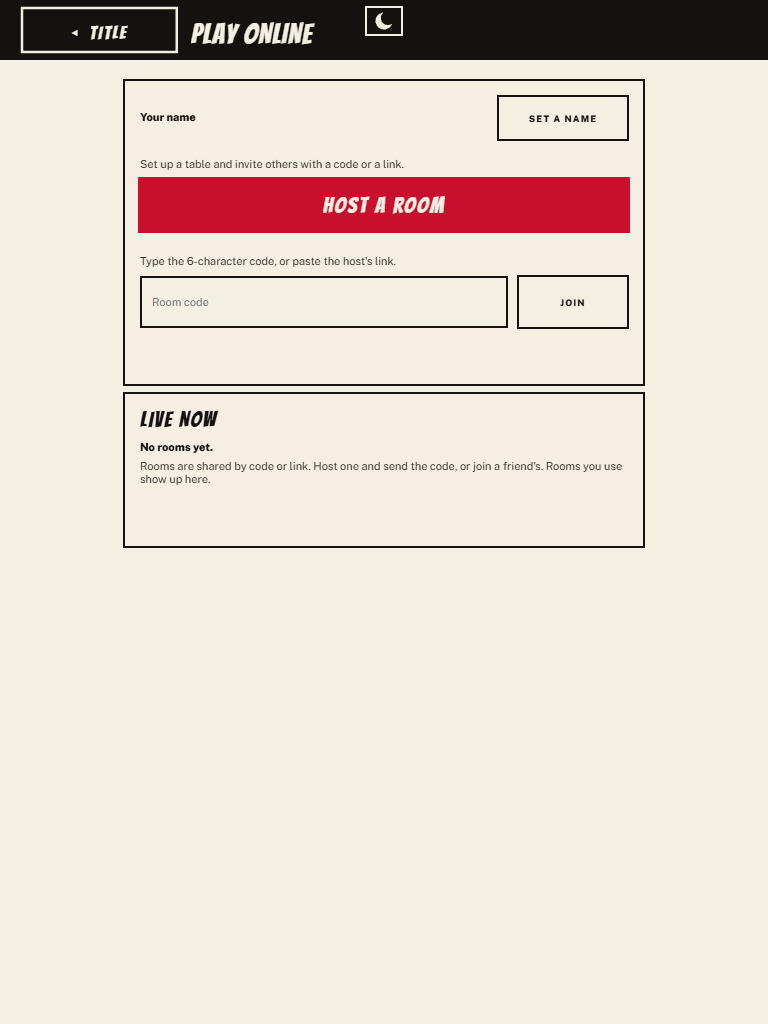 ◄ TITLE
PLAY ONLINE
Your name
SET A NAME
Set up a table and invite others with a code or a link.
HOST A ROOM
Type the 6-character code, or paste the host's link.
Room code
JOIN
LIVE NOW
No rooms yet.
Rooms are shared by code or link. Host one and send the code, or join a friend's. Rooms you use
show up here.